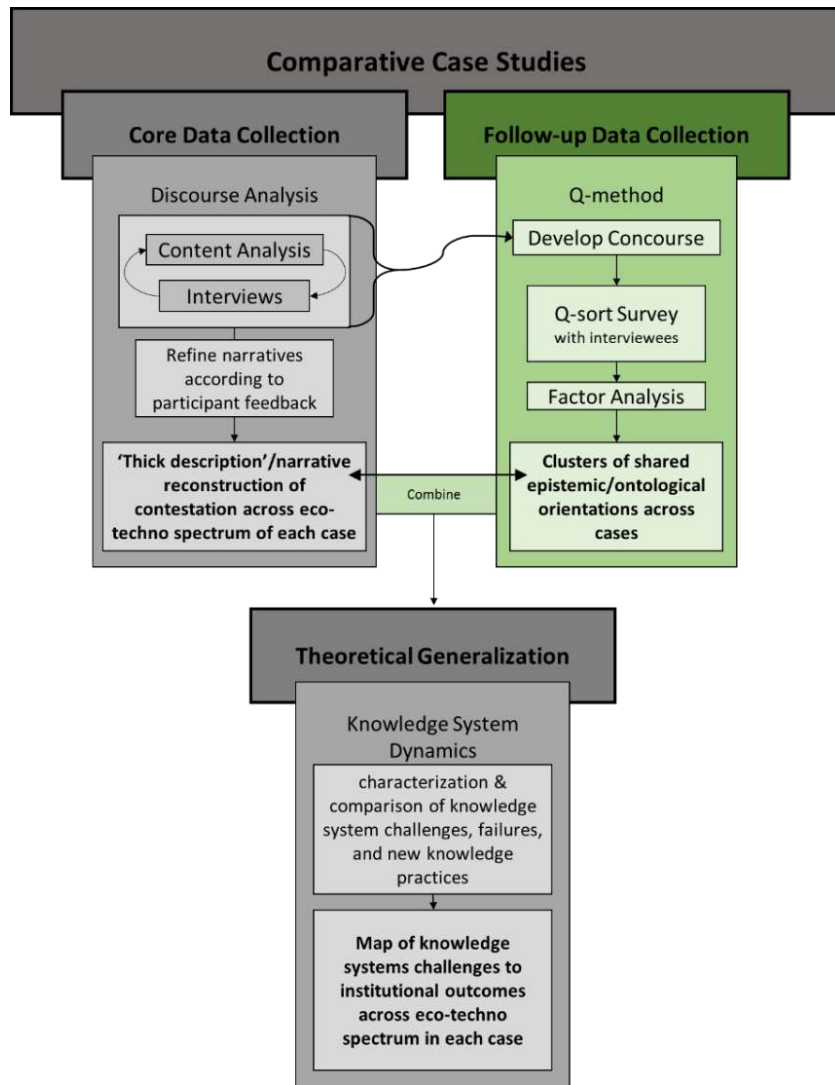 Comparative Case Studies
Core Data Collection
Discourse Analysis
Content Analysis
Interviews
Refine narratives
according to
participant feedback
'Thick description'/narrative
reconstruction of
contestation across eco-
techno spectrum of each case
Follow-up Data Collection
Q-method
Develop Concourse
Q-sort Survey
with interviewees
Factor Analysis
Clusters of shared
epistemic/ontological
orientations across
cases
Combine
Theoretical Generalization
Knowledge System
Dynamics
characterization &
comparison of knowledge
system challenges, failures,
and new knowledge
practices
Map of knowledge
systems challenges to
institutional outcomes
across eco-techno
spectrum in each case